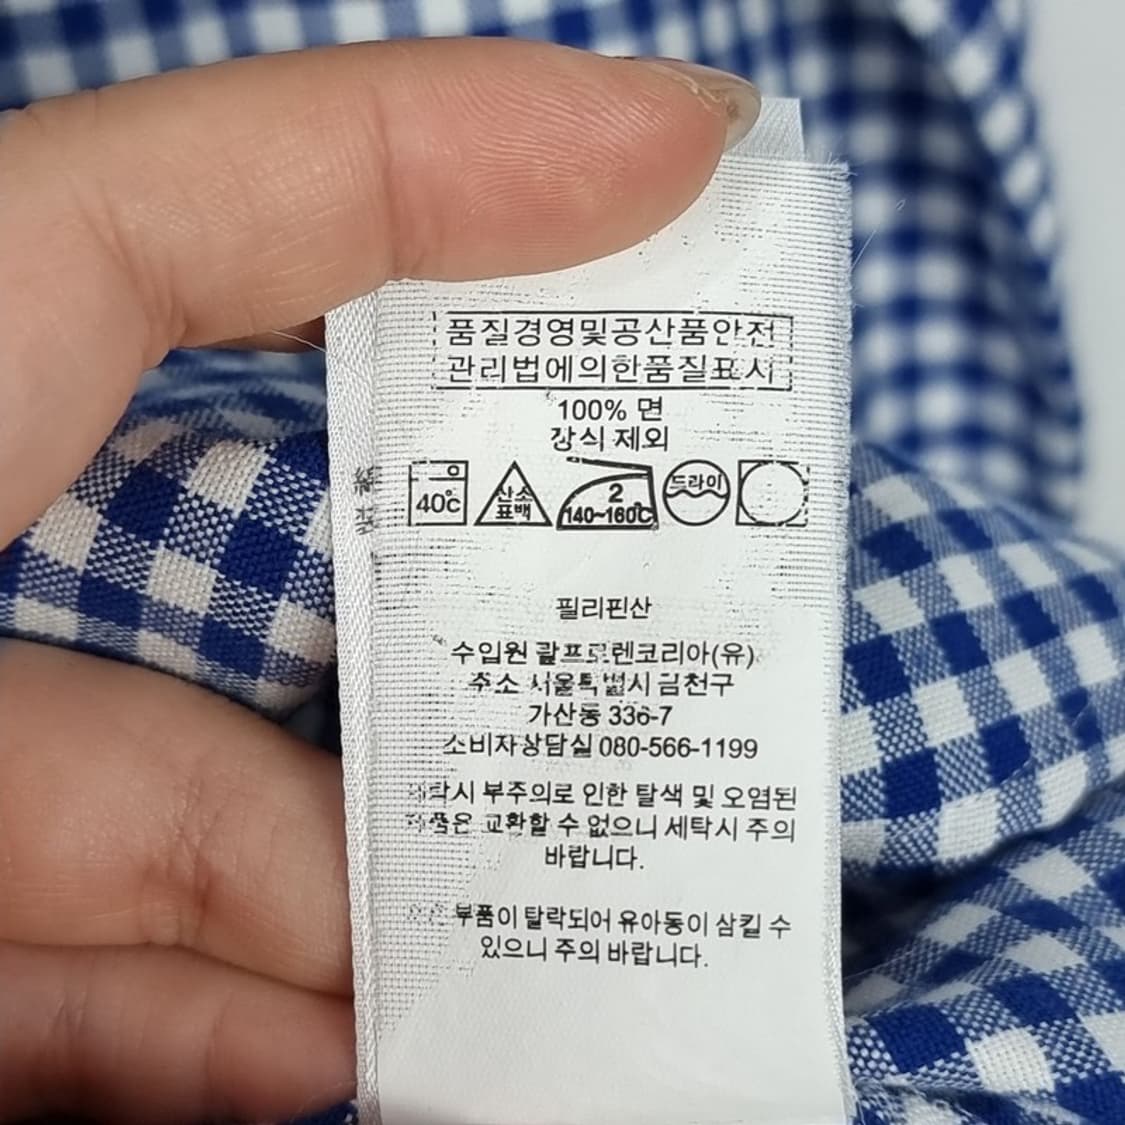 품질경영및공산품안전
관리법에의한품질표시
100% 면
장식 제외
40℃
산소
표백
2
140~160℃
드라이
필리핀산
수입원 랄프로렌코리아(유)
주소 서울특별시 금천구
가산동 336-7
소비자상담실 080-566-1199
부주의로 인한 탈색 및 오염된
제품은 교환할 수 없으니 세탁시 주의
바랍니다.
부품이 탈락되어 유아동이 삼킬 수
있으니 주의 바랍니다.